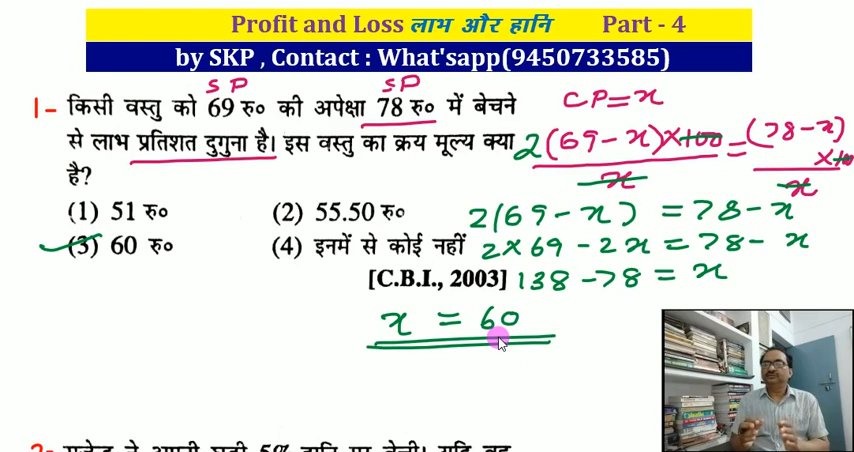 Profit and Loss लाभ और हानि Part - 4
by SKP , Contact : What'sapp(9450733585)
SP SP
1- किसी वस्तु को 69 रु० की अपेक्षा 78 रु० में बेचने
CP=x
से लाभ प्रतिशत दुगुना है। इस वस्तु का क्रय मूल्य क्या
है?
2(69-x)×100/x = (78-x)×100/x
(1) 51 रु० (2) 55.50 रु०
2(69-x) = 78-x
(3) 60 रु० (4) इनमें से कोई नहीं
2×69-2x = 78-x
[C.B.I., 2003]
138-78 = x
x = 60